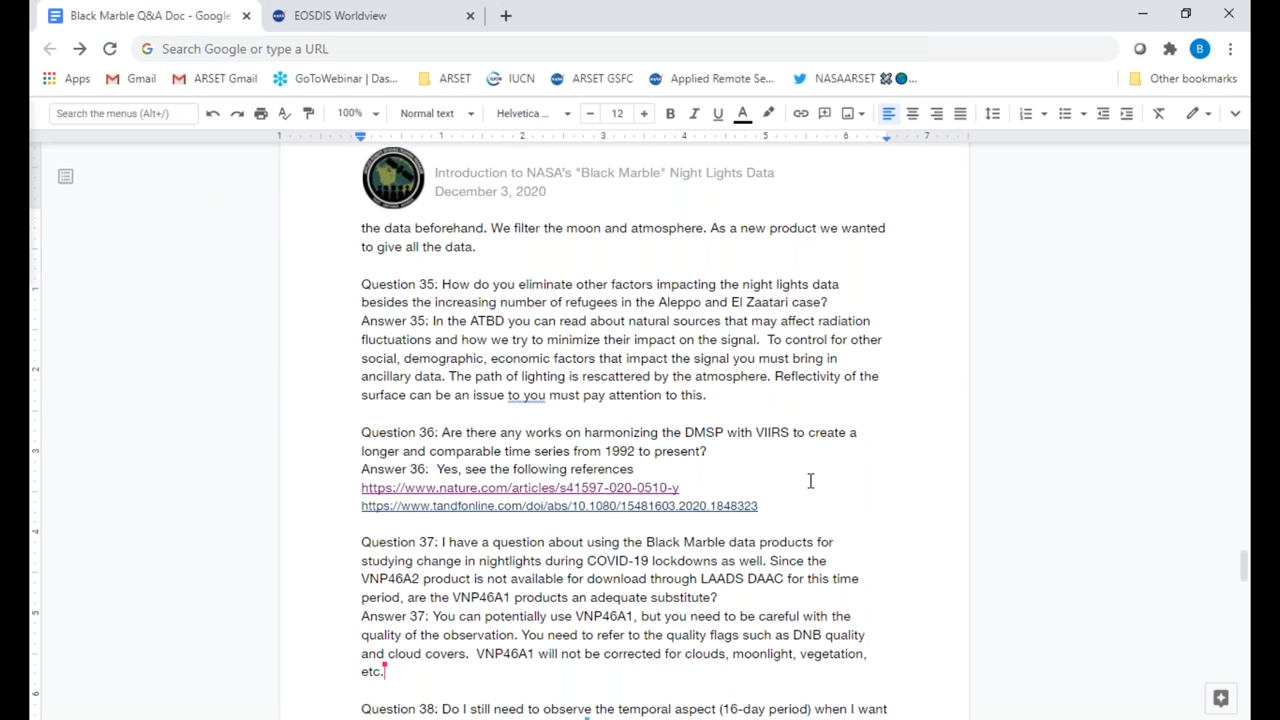 Black Marble Q&A Doc - Google
EOSDIS Worldview
Search Google or type a URL
B
Apps
Gmail
ARSET Gmail
GoToWebinar | Das...
ARSET
IUCN
ARSET GSFC
Applied Remote Se...
NASAARSET
Other bookmarks
Search the menus (Alt+/)
100%
Normal text
Helvetica ...
12
B I U A
1 1 2 3 4 5 6 7
Introduction to NASA's "Black Marble" Night Lights Data
December 3, 2020
the data beforehand. We filter the moon and atmosphere. As a new product we wanted
to give all the data.
Question 35: How do you eliminate other factors impacting the night lights data
besides the increasing number of refugees in the Aleppo and El Zaatari case?
Answer 35: In the ATBD you can read about natural sources that may affect radiation
fluctuations and how we try to minimize their impact on the signal. To control for other
social, demographic, economic factors that impact the signal you must bring in
ancillary data. The path of lighting is rescattered by the atmosphere. Reflectivity of the
surface can be an issue to you must pay attention to this.
Question 36: Are there any works on harmonizing the DMSP with VIIRS to create a
longer and comparable time series from 1992 to present?
Answer 36: Yes, see the following references
https://www.nature.com/articles/s41597-020-0510-y
https://www.tandfonline.com/doi/abs/10.1080/15481603.2020.1848323
Question 37: I have a question about using the Black Marble data products for
studying change in nightlights during COVID-19 lockdowns as well. Since the
VNP46A2 product is not available for download through LAADS DAAC for this time
period, are the VNP46A1 products an adequate substitute?
Answer 37: You can potentially use VNP46A1, but you need to be careful with the
quality of the observation. You need to refer to the quality flags such as DNB quality
and cloud covers. VNP46A1 will not be corrected for clouds, moonlight, vegetation,
etc.
Question 38: Do I still need to observe the temporal aspect (16-day period) when I want